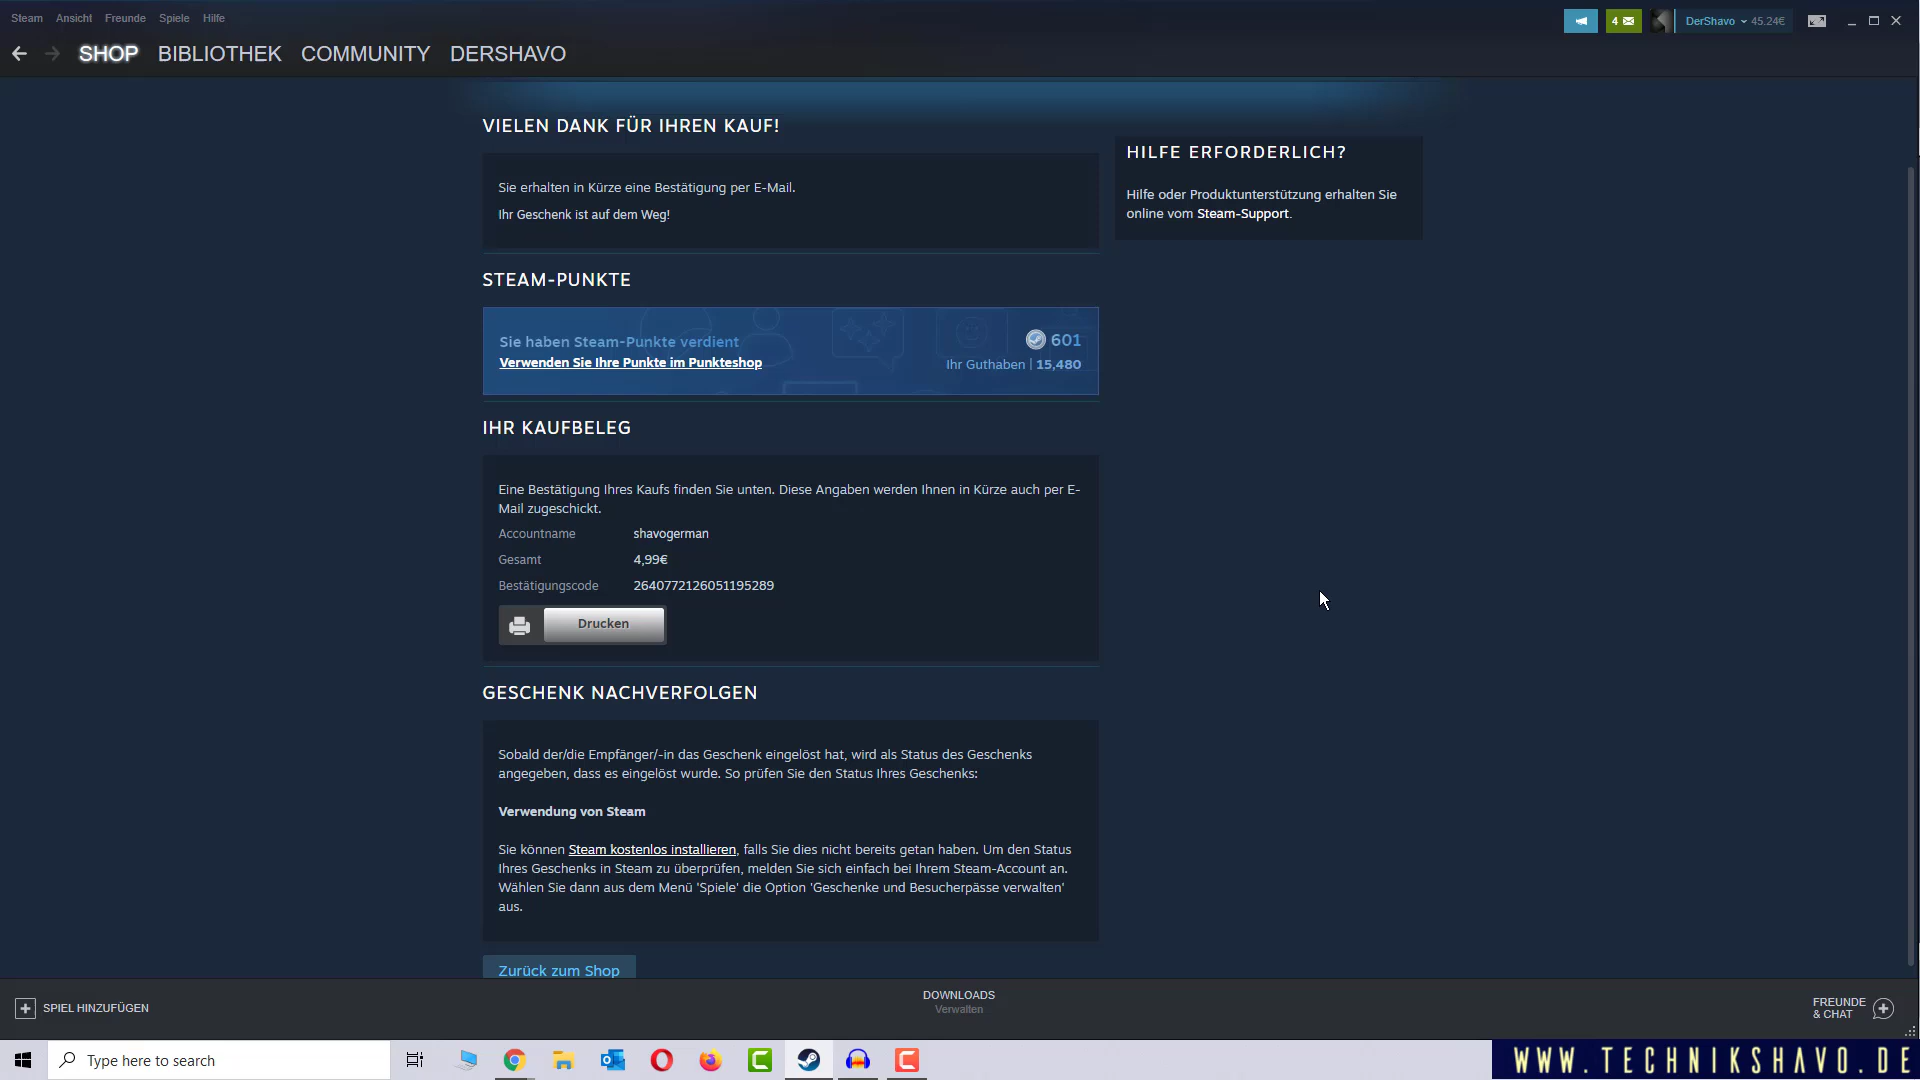 Steam Ansicht Freunde Spiele Hilfe
4 DerShavo 45.24€
SHOP BIBLIOTHEK COMMUNITY DERSHAVO
VIELEN DANK FÜR IHREN KAUF!
Sie erhalten in Kürze eine Bestätigung per E-Mail.
Ihr Geschenk ist auf dem Weg!
HILFE ERFORDERLICH?
Hilfe oder Produktunterstützung erhalten Sie
online vom Steam-Support.
STEAM-PUNKTE
Sie haben Steam-Punkte verdient
Verwenden Sie Ihre Punkte im Punkteshop
601
Ihr Guthaben | 15,480
IHR KAUFBELEG
Eine Bestätigung Ihres Kaufs finden Sie unten. Diese Angaben werden Ihnen in Kürze auch per E-
Mail zugeschickt.
Accountname shavogerman
Gesamt 4,99€
Bestätigungscode 2640772126051195289
Drucken
GESCHENK NACHVERFOLGEN
Sobald der/die Empfänger/-in das Geschenk eingelöst hat, wird als Status des Geschenks
angegeben, dass es eingelöst wurde. So prüfen Sie den Status Ihres Geschenks:
Verwendung von Steam
Sie können Steam kostenlos installieren, falls Sie dies nicht bereits getan haben. Um den Status
Ihres Geschenks in Steam zu überprüfen, melden Sie sich einfach bei Ihrem Steam-Account an.
Wählen Sie dann aus dem Menü 'Spiele' die Option 'Geschenke und Besucherpässe verwalten'
aus.
Zurück zum Shop
SPIEL HINZUFÜGEN
DOWNLOADS
Verwalten
FREUNDE
& CHAT
Type here to search
WWW.TECHNIKSHAVO.DE